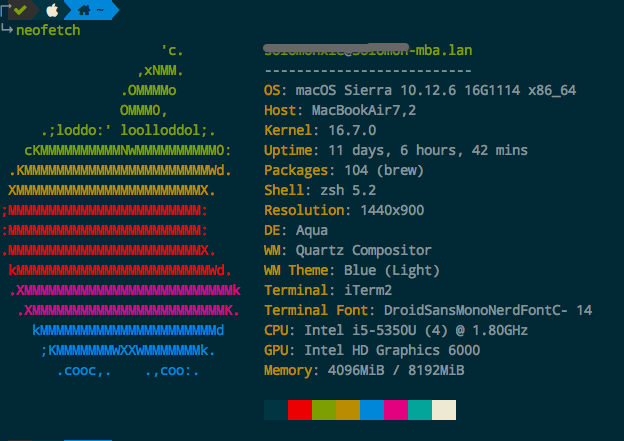 ~
neofetch
'c.
,xNMM.
-mba.lan
--------------------------
.OMMMMo
OS: macOS Sierra 10.12.6 16G1114 x86_64
OMMM0,
Host: MacBookAir7,2
.;loddo:' loolloddol;.
Kernel: 16.7.0
cKMMMMMMMMMMNWMMMMMMMMMM0:
Uptime: 11 days, 6 hours, 42 mins
.KMMMMMMMMMMMMMMMMMMMMMMMWd.
Packages: 104 (brew)
XMMMMMMMMMMMMMMMMMMMMMMMX.
Shell: zsh 5.2
;MMMMMMMMMMMMMMMMMMMMMMMM:
Resolution: 1440x900
:MMMMMMMMMMMMMMMMMMMMMMMM:
DE: Aqua
.MMMMMMMMMMMMMMMMMMMMMMMMX.
WM: Quartz Compositor
kMMMMMMMMMMMMMMMMMMMMMMMMWd.
WM Theme: Blue (Light)
.XMMMMMMMMMMMMMMMMMMMMMMMMMMk
Terminal: iTerm2
.XMMMMMMMMMMMMMMMMMMMMMMMMK.
Terminal Font: DroidSansMonoNerdFontC- 14
kMMMMMMMMMMMMMMMMMMMMMMd
CPU: Intel i5-5350U (4) @ 1.80GHz
;KMMMMMMMWXXWMMMMMMMk.
GPU: Intel HD Graphics 6000
.cooc,. .,coo:.
Memory: 4096MiB / 8192MiB